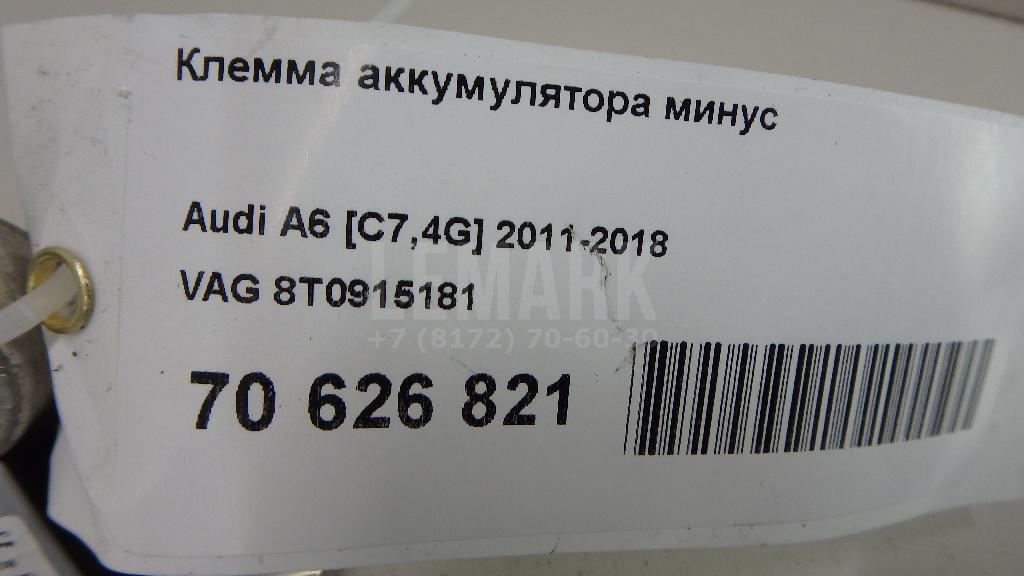 Клемма аккумулятора минус
Audi A6 [C7,4G] 2011-2018
VAG 8T0915181
LEMARK
+7 (8172) 70-60-30
70 626 821